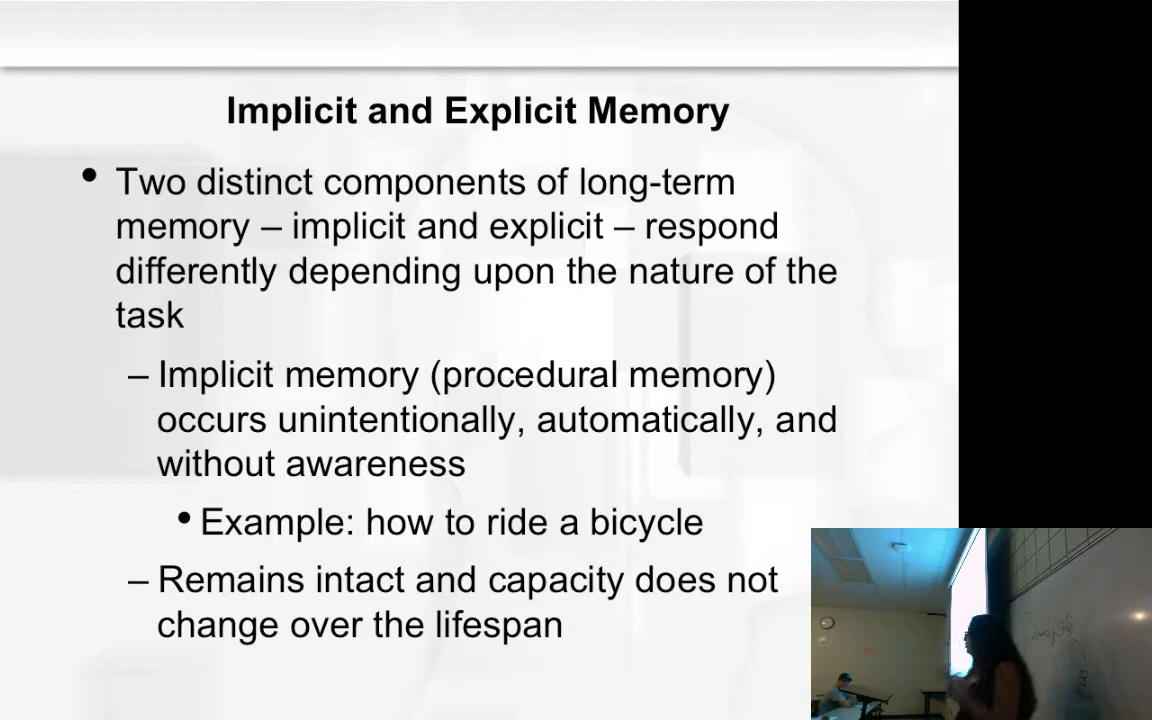 Implicit and Explicit Memory
• Two distinct components of long-term
memory – implicit and explicit – respond
differently depending upon the nature of the
task
– Implicit memory (procedural memory)
occurs unintentionally, automatically, and
without awareness
• Example: how to ride a bicycle
– Remains intact and capacity does not
change over the lifespan